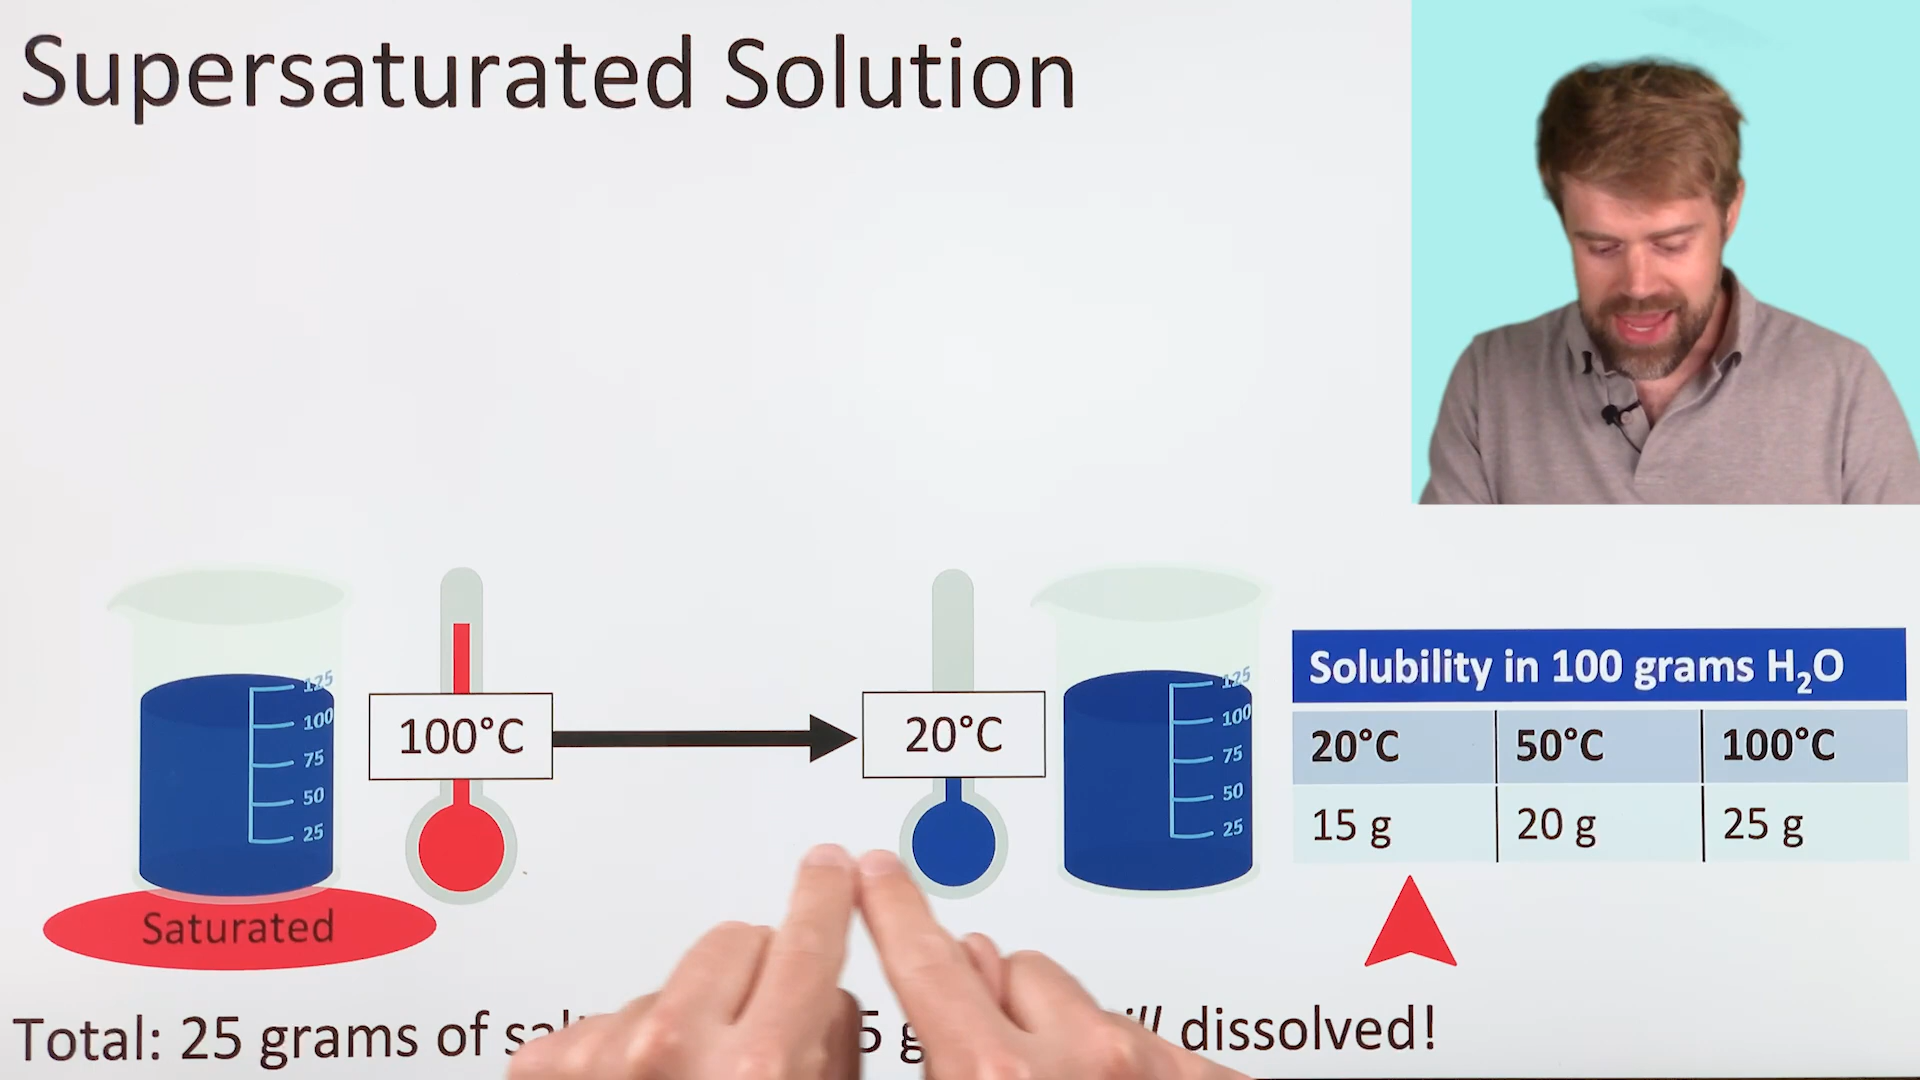 Supersaturated Solution
125
100
75
50
25
100°C
20°C
125
100
75
50
25
Solubility in 100 grams H₂O
20°C 50°C 100°C
15 g 20 g 25 g
Saturated
Total: 25 grams of dissolved!